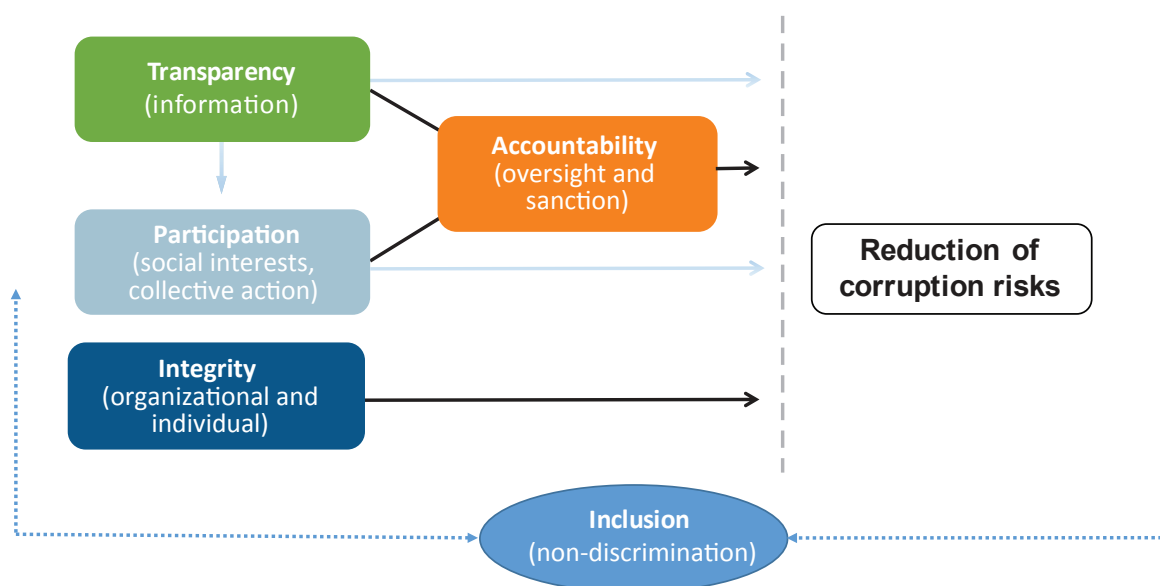 Transparency
(information)
Accountability
(oversight and
sanction)
Participation
(social interests,
collective action)
Reduction of
corruption risks
Integrity
(organizational and
individual)
Inclusion
(non-discrimination)